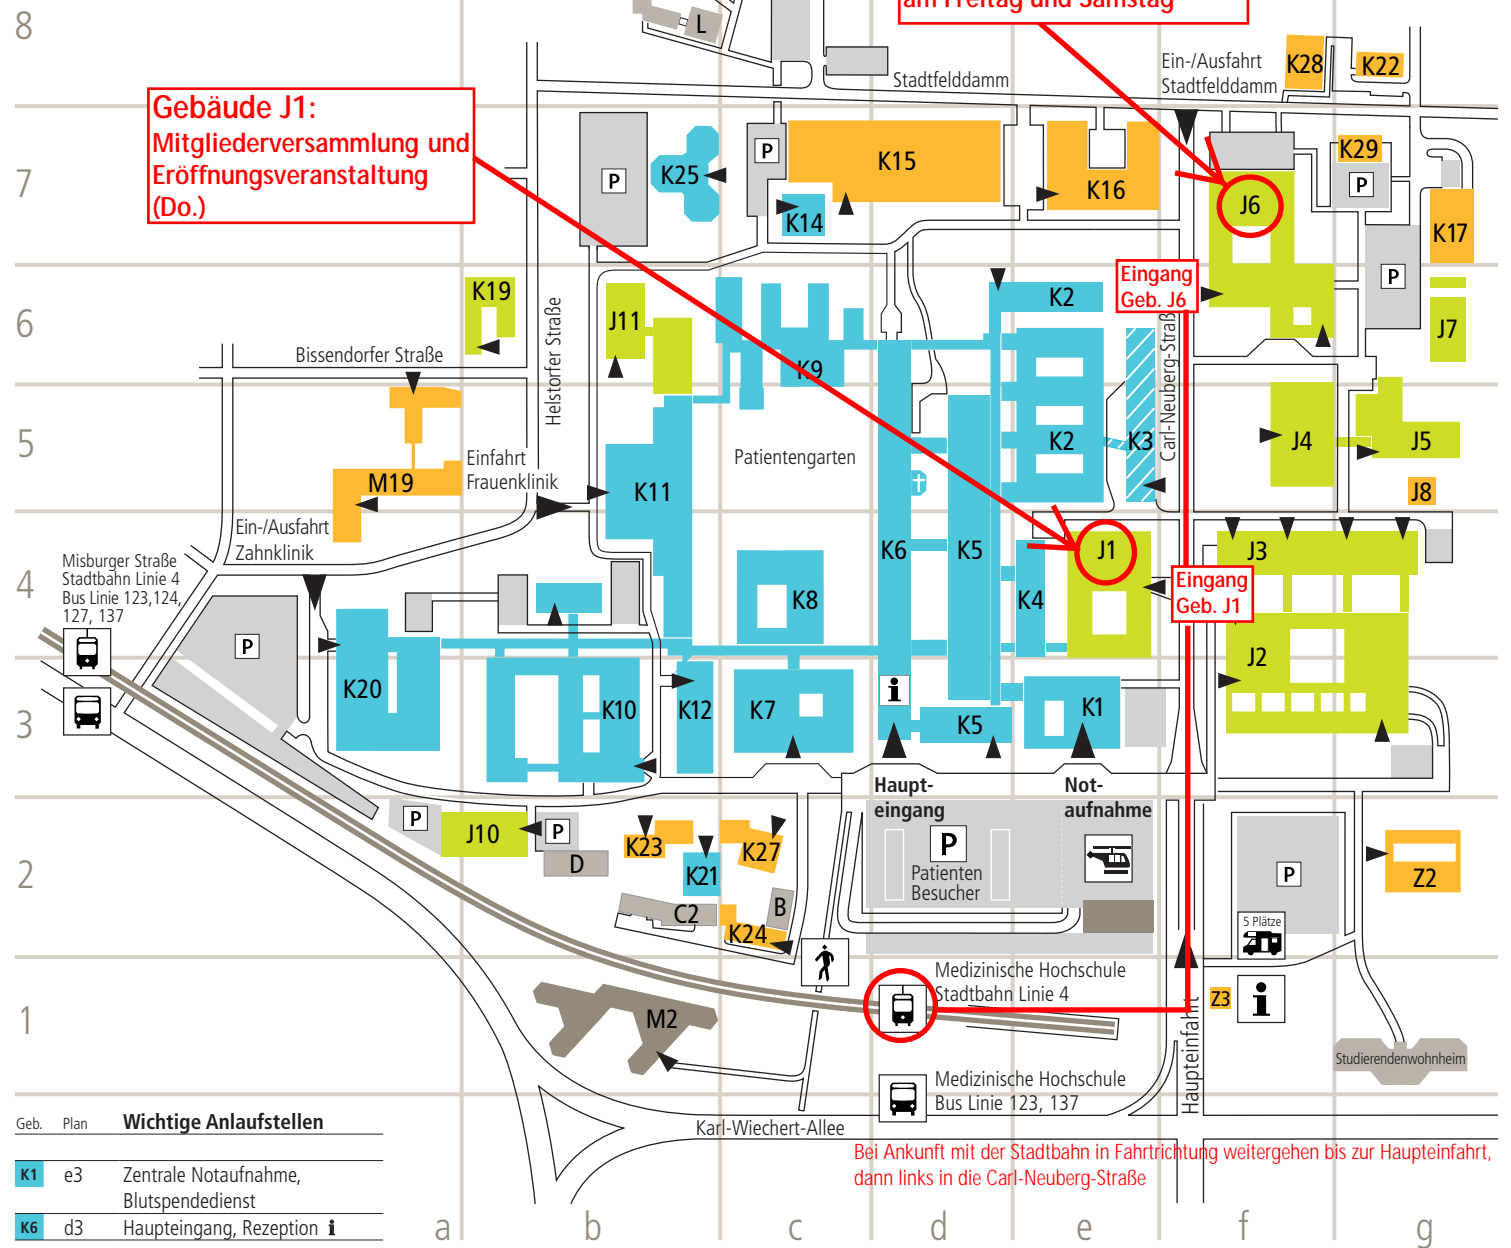 8
am Freitag und Samstag
L
Stadtfelddamm
Ein-/Ausfahrt
Stadtfelddamm
K28
K22
Gebäude J1:
Mitgliederversammlung und
Eröffnungsveranstaltung
(Do.)
7
P
K25
P
K15
K14
K16
J6
K29
P
K17
6
K19
Helstorfer Straße
J11
K9
K2
Eingang
Geb. J6
P
J7
Bissendorfer Straße
Carl-Neuberg-Straß
5
M19
Einfahrt
Frauenklinik
K11
Patientengarten
K2
K3
J4
J5
J8
Ein-/Ausfahrt
Zahnklinik
Misburger Straße
Stadtbahn Linie 4
Bus Linie 123,124,
127, 137
4
K8
K6
K5
K4
J1
Eingang
Geb. J1
J3
P
J2
3
K20
K10
K12
K7
i
K5
K1
Haupt-
eingang
Not-
aufnahme
2
P
J10
P
D
K23
K21
K27
C2
B
K24
P
Patienten
Besucher
P
5 Plätze
Z2
1
M2
Medizinische Hochschule
Stadtbahn Linie 4
Z3
i
Haupteinfahrt
Studierendenwohnheim
Medizinische Hochschule
Bus Linie 123, 137
Karl-Wiechert-Allee
Bei Ankunft mit der Stadtbahn in Fahrtrichtung weitergehen bis zur Haupteinfahrt,
dann links in die Carl-Neuberg-Straße
Geb. Plan Wichtige Anlaufstellen
K1 e3 Zentrale Notaufnahme,
Blutspendedienst
K6 d3 Haupteingang, Rezeption i
a b c d e f g